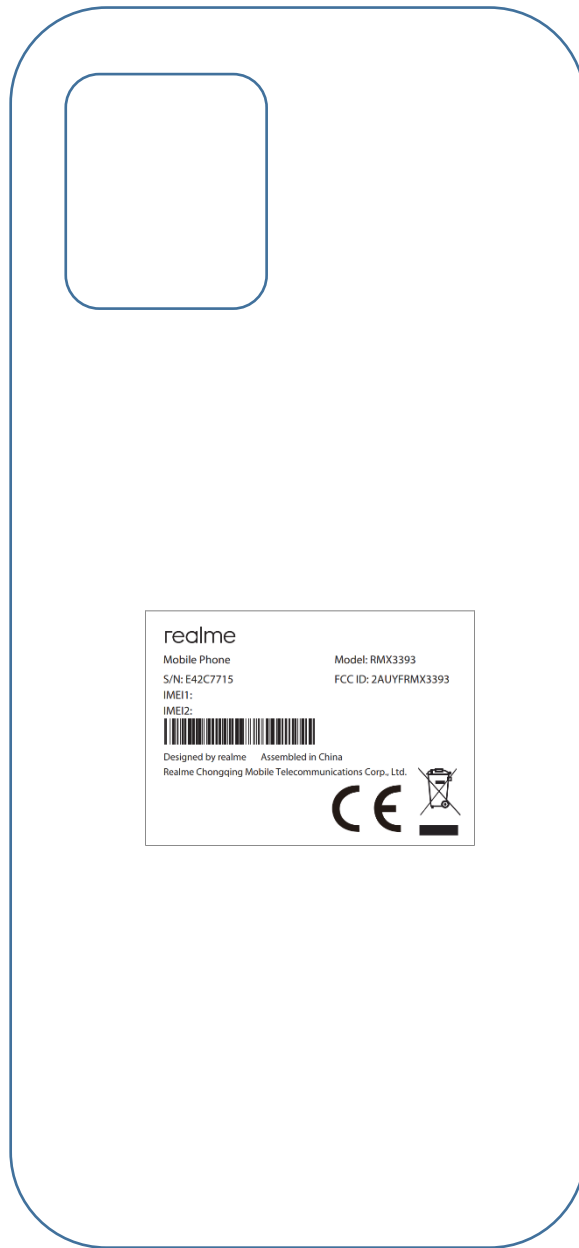 realme
Mobile Phone Model: RMX3393
S/N: E42C7715 FCC ID: 2AUYFRMX3393
IMEI1:
IMEI2:
Designed by realme Assembled in China
Realme Chongqing Mobile Telecommunications Corp., Ltd.
CE